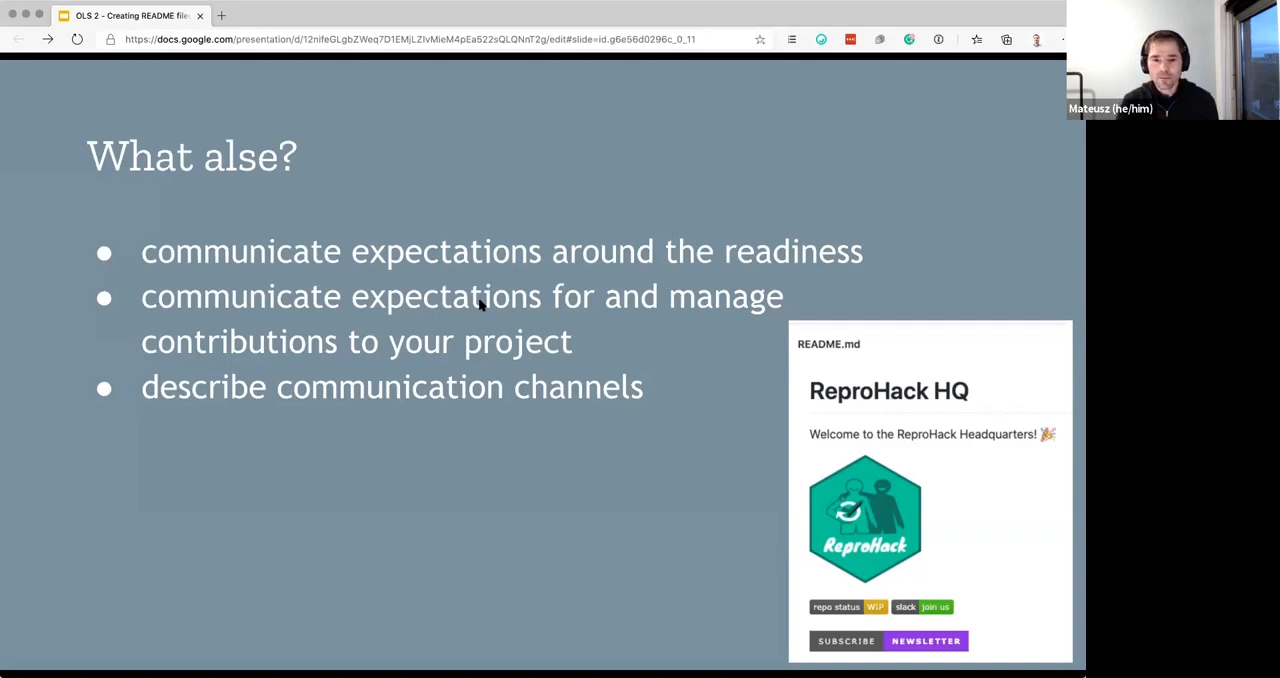 OLS 2 - Creating README file
https://docs.google.com/presentation/d/12nifeGLgbZWeq7D1EMjLZIvMieM4pEa522sQLQNnT2g/edit#slide=id.g6e56d0296c_0_11
Mateusz (he/him)
What alse?
● communicate expectations around the readiness
● communicate expectations for and manage
contributions to your project
● describe communication channels
README.md
ReproHack HQ
Welcome to the ReproHack Headquarters! 🎉
ReproHack
repo status WiP slack join us
SUBSCRIBE NEWSLETTER